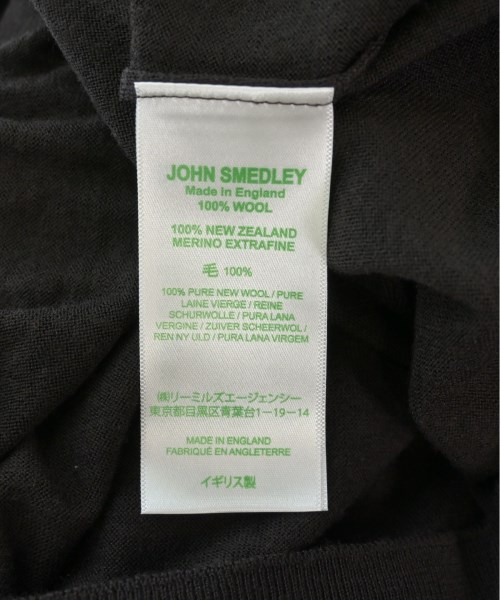 JOHN SMEDLEY
Made in England
100% WOOL
100% NEW ZEALAND
MERINO EXTRAFINE
毛 100%
100% PURE NEW WOOL / PURE
LAINE VIERGE / REINE
SCHURWOLLE / PURA LANA
VERGINE / ZUIVER SCHEERWOL /
REN NY ULD / PURA LANA VIRGEM
㈱リーミルズエージェンシー
東京都目黒区青葉台1-19-14
MADE IN ENGLAND
FABRIQUÉ EN ANGLETERRE
イギリス製